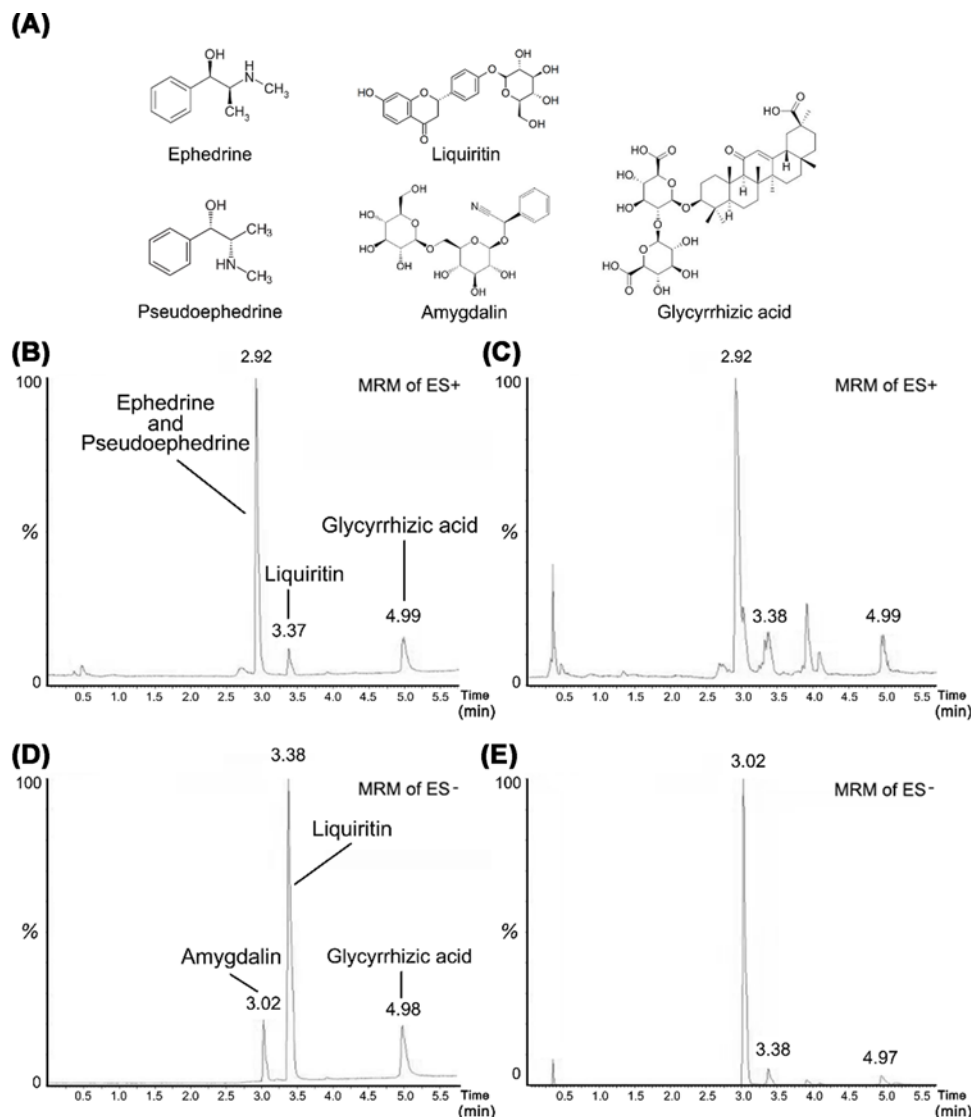 (A)
OH
HN
CH₃
CH₃
Ephedrine
OH
CH₃
HN
CH₃
Pseudoephedrine
HO
O
O
O
OH
O
OH
OH
OH
Liquiritin
OH
HO
HO
OH
O
O
O
O
N
O
OH
HO
OH
Amygdalin
HO
O
O
H
H
H
HO
O
HO
HO
O
O
O
O
HO
O
O
OH
OH
OH
Glycyrrhizic acid
(B)
2.92
100
MRM of ES+
Ephedrine
and
Pseudoephedrine
%
Glycyrrhizic acid
Liquiritin
4.99
3.37
0
0.5 1.0 1.5 2.0 2.5 3.0 3.5 4.0 4.5 5.0 5.5 Time
(min)
(C)
2.92
100
MRM of ES+
%
3.38
4.99
0
0.5 1.0 1.5 2.0 2.5 3.0 3.5 4.0 4.5 5.0 5.5 Time
(min)
(D)
3.38
100
MRM of ES-
Liquiritin
%
Amygdalin
Glycyrrhizic acid
3.02
4.98
0
0.5 1.0 1.5 2.0 2.5 3.0 3.5 4.0 4.5 5.0 5.5 Time
(min)
(E)
3.02
100
MRM of ES-
%
3.38
4.97
0
0.5 1.0 1.5 2.0 2.5 3.0 3.5 4.0 4.5 5.0 5.5 Time
(min)